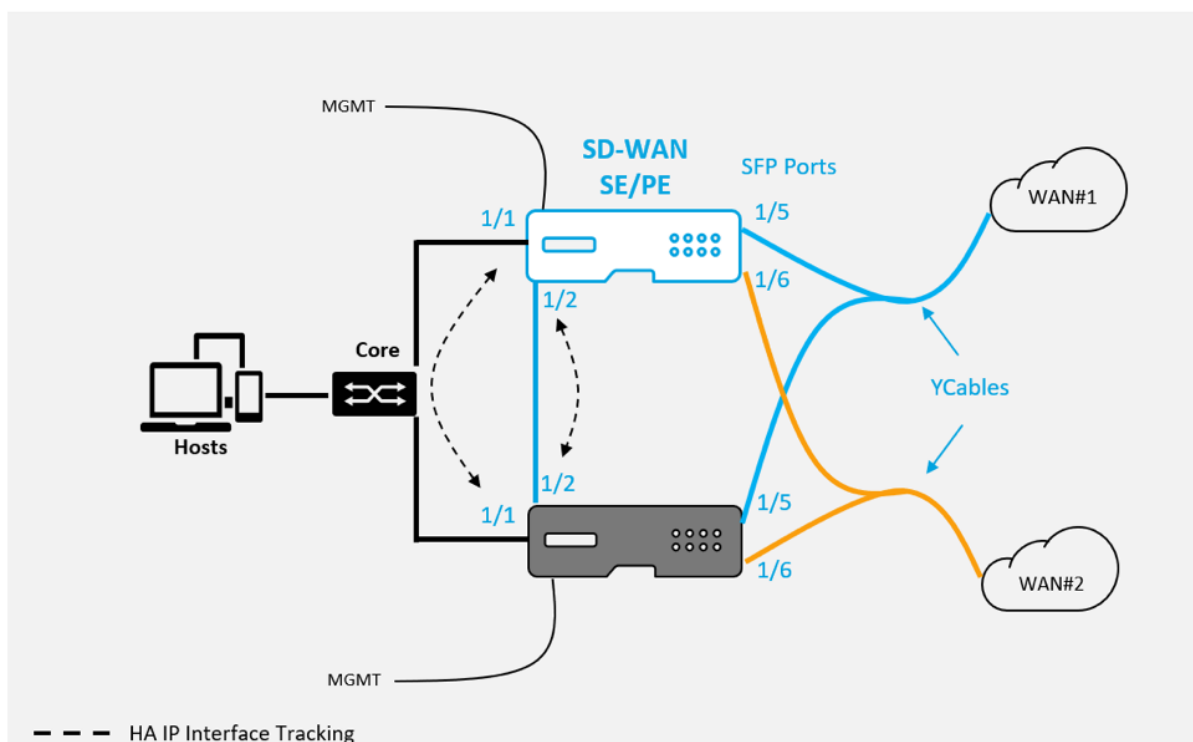 MGMT
SD-WAN
SE/PE
SFP Ports
1/1
1/5
WAN#1
1/6
1/2
Core
YCables
Hosts
1/2
1/1
1/5
1/6
WAN#2
MGMT
HA IP Interface Tracking